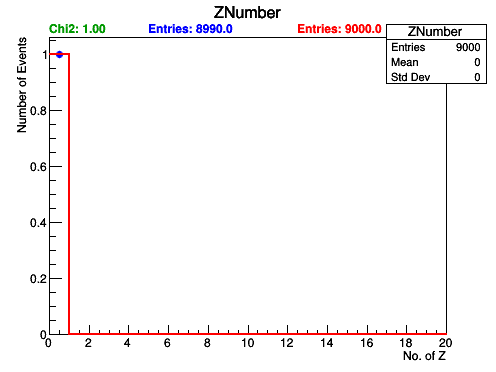 ZNumber
Chi2: 1.00 Entries: 8990.0 Entries: 9000.0
ZNumber
Entries 9000
Mean 0
Std Dev 0
Number of Events
1
0.8
0.6
0.4
0.2
0
0 2 4 6 8 10 12 14 16 18 20
No. of Z